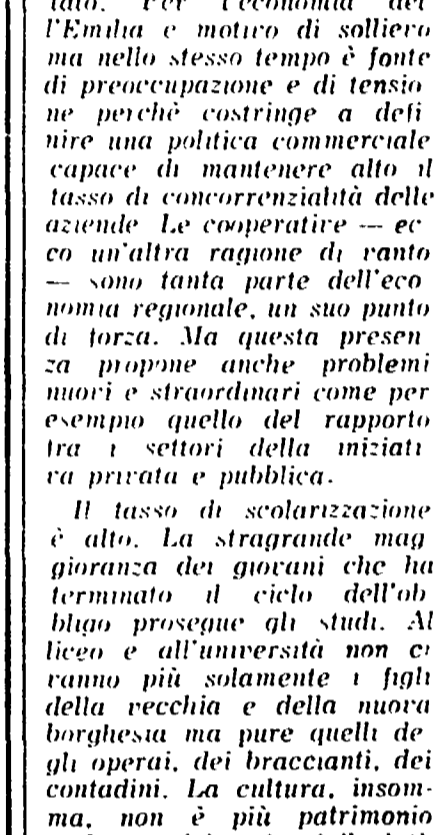 tato. Per l'economia del
l'Emilia è motivo di sollievo
ma nello stesso tempo è fonte
di preoccupazione e di tensio
ne perchè costringe a defi
nire una politica commerciale
capace di mantenere alto il
tasso di concorrenzialità delle
aziende Le cooperative — ec
co un'altra ragione di vanto
— sono tanta parte dell'eco
nomia regionale, un suo punto
di forza. Ma questa presen
za propone anche problemi
nuovi e straordinari come per
esempio quello del rapporto
tra i settori della iniziati
va privata e pubblica.
Il tasso di scolarizzazione
è alto. La stragrande mag
gioranza dei giovani che ha
terminato il ciclo dell'ob
bligo prosegue gli studi. Al
liceo e all'università non ci
vanno più solamente i figli
della vecchia e della nuova
borghesia ma pure quelli de
gli operai, dei braccianti, dei
contadini. La cultura, insom-
ma, non è più patrimonio